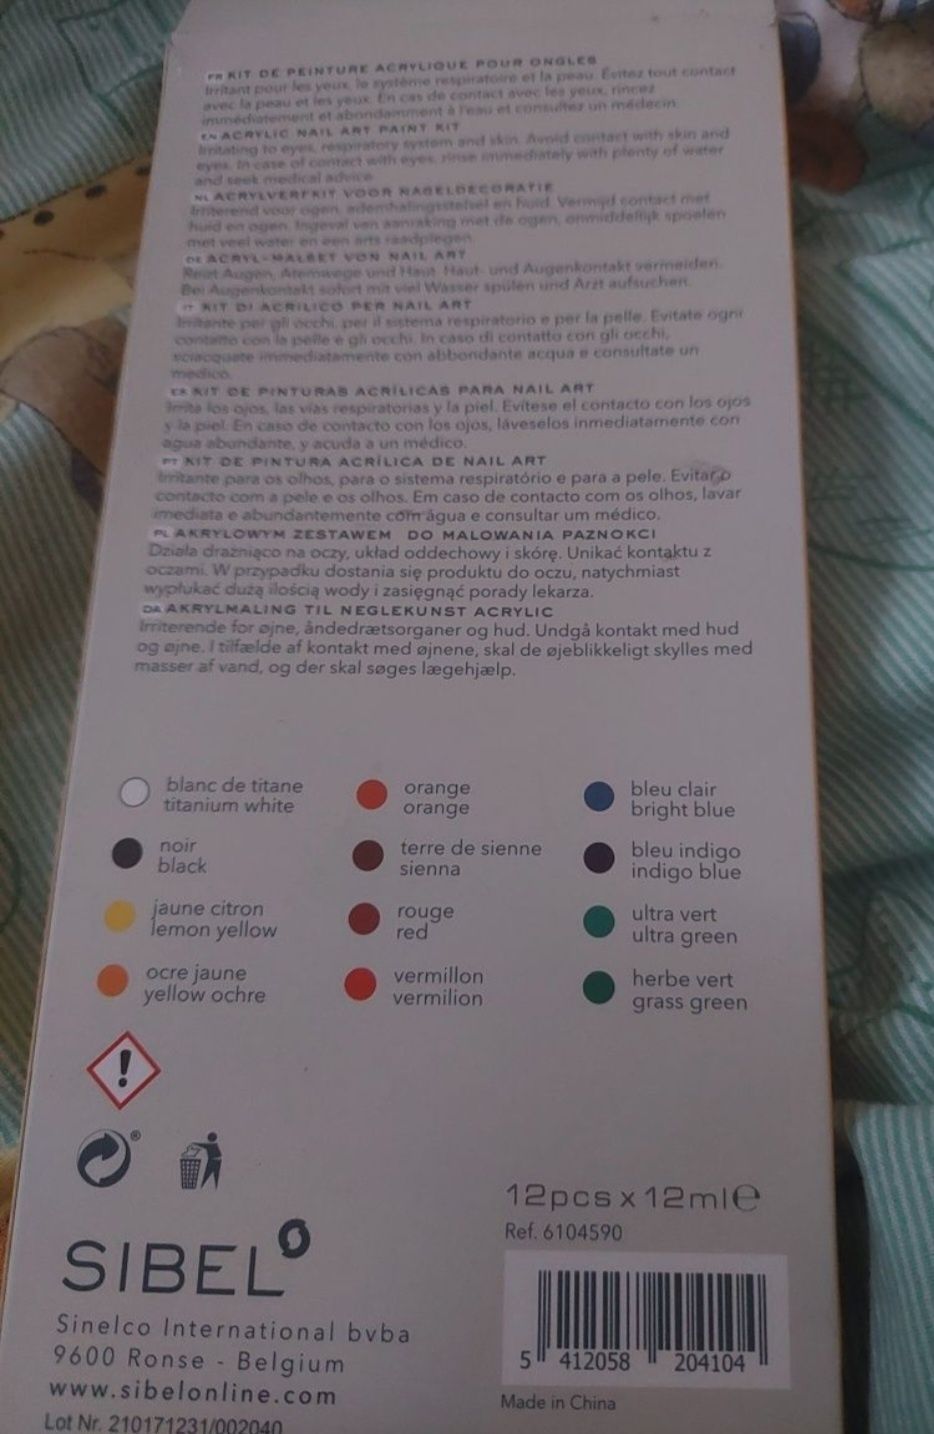 FR KIT DE PEINTURE ACRYLIQUE POUR ONGLES
Irritant pour les yeux, le système respiratoire et la peau. Evitez tout contact
avec la peau et les yeux. En cas de contact avec les yeux, rincez
immédiatement et abondamment à l'eau et consultez un médecin.
EN ACRYLIC NAIL ART PAINT KIT
Irritating to eyes, respiratory system and skin. Avoid contact with skin and
eyes. In case of contact with eyes, rinse immediately with plenty of water
and seek medical advice.
NL ACRYLVERFKIT VOOR NAGELDECORATIE
Irriterend voor ogen, ademhalingsstelsel en huid. Vermijd contact met
huid en ogen. Ingeval van aanraking met de ogen, onmiddellijk spoelen
met veel water en een arts raadplegen.
DE ACRYL-MALSET VON NAIL ART
Reizt Augen, Atemwege und Haut. Haut- und Augenkontakt vermeiden.
Bei Augenkontakt sofort mit viel Wasser spülen und Arzt aufsuchen.
IT KIT DI ACRILICO PER NAIL ART
Irritante per gli occhi, per il sistema respiratorio e per la pelle. Evitate ogni
contatto con la pelle e gli occhi. In caso di contatto con gli occhi,
sciacquate immediatamente con abbondante acqua e consultate un
medico.
ES KIT DE PINTURAS ACRÍLICAS PARA NAIL ART
Irrita los ojos, las vías respiratorias y la piel. Evítese el contacto con los ojos
y la piel. En caso de contacto con los ojos, láveselos inmediatamente con
agua abundante, y acuda a un médico.
PT KIT DE PINTURA ACRÍLICA DE NAIL ART
Irritante para os olhos, para o sistema respiratório e para a pele. Evitar o
contacto com a pele e os olhos. Em caso de contacto com os olhos, lavar
imediata e abundantemente com água e consultar um médico.
PL AKRYLOWYM ZESTAWEM DO MALOWANIA PAZNOKCI
Działa drażniąco na oczy, układ oddechowy i skórę. Unikać kontaktu z
oczami. W przypadku dostania się produktu do oczu, natychmiast
wypłukać dużą ilością wody i zasięgnąć porady lekarza.
DA AKRYLMALING TIL NEGLEKUNST ACRYLIC
Irriterende for øjne, åndedrætsorganer og hud. Undgå kontakt med hud
og øjne. I tilfælde af kontakt med øjnene, skal de øjeblikkeligt skylles med
masser af vand, og der skal søges lægehjælp.
blanc de titane
titanium white
noir
black
jaune citron
lemon yellow
ocre jaune
yellow ochre
orange
orange
terre de sienne
sienna
rouge
red
vermillon
vermilion
bleu clair
bright blue
bleu indigo
indigo blue
ultra vert
ultra green
herbe vert
grass green
!
®
SIBEL
Sinelco International bvba
9600 Ronse - Belgium
www.sibelonline.com
Lot Nr. 210171231/002040
12pcs x 12ml e
Ref. 6104590
5 412058 204104
Made in China